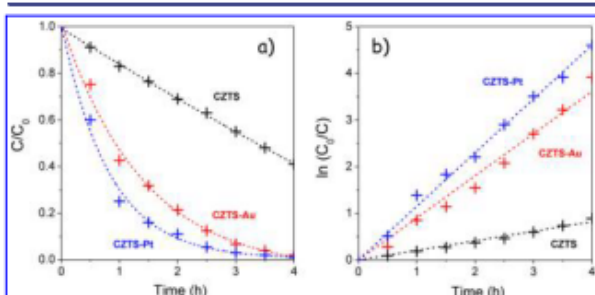 a)
C/C0
1.0
0.8
0.6
0.4
0.2
0.0
CZTS
CZTS-Au
CZTS-Pt
0 1 2 3 4
Time (h)
b)
ln (C0/C)
5
4
3
2
1
0
CZTS-Pt
CZTS-Au
CZTS
0 1 2 3 4
Time (h)